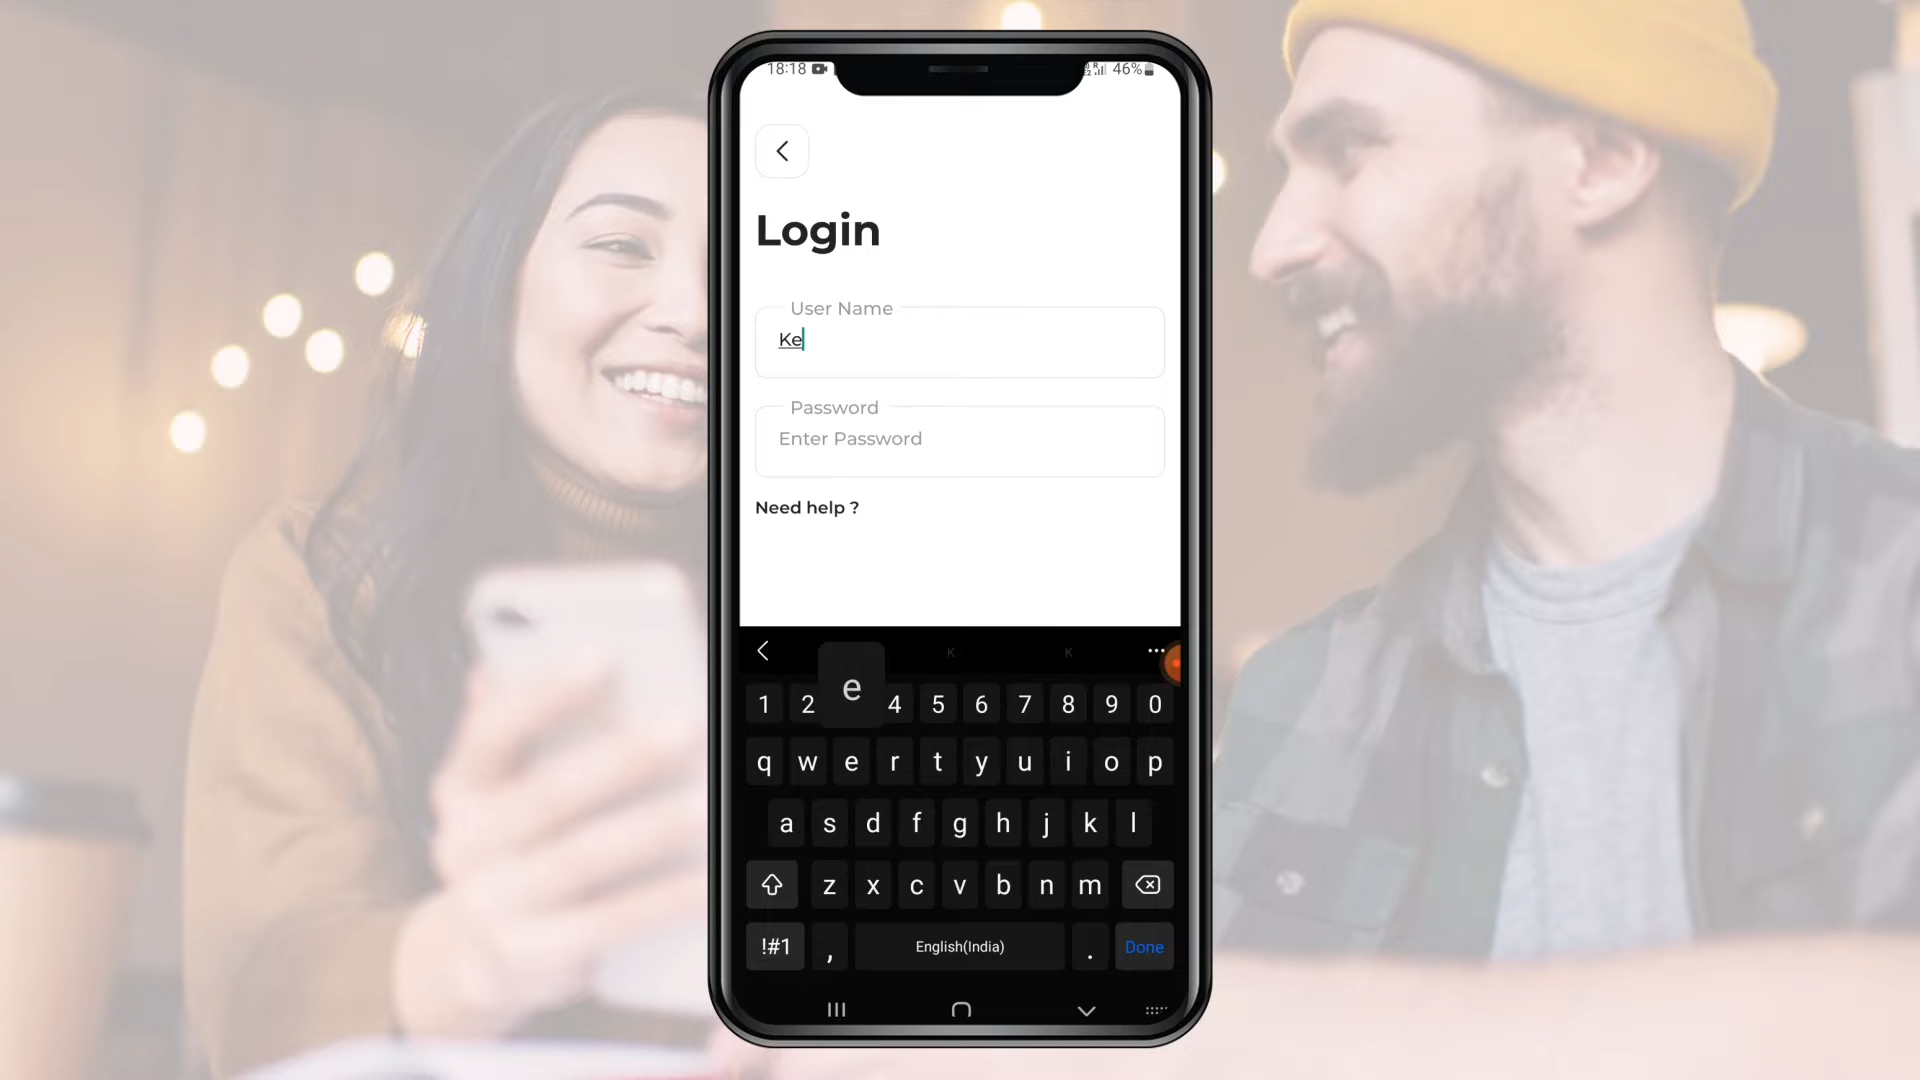 18:18 46%
Login
User Name
Ke
Password
Enter Password
Need help ?
K K
e
1 2 4 5 6 7 8 9 0
q w e r t y u i o p
a s d f g h j k l
z x c v b n m
!#1 , English(India) . Done